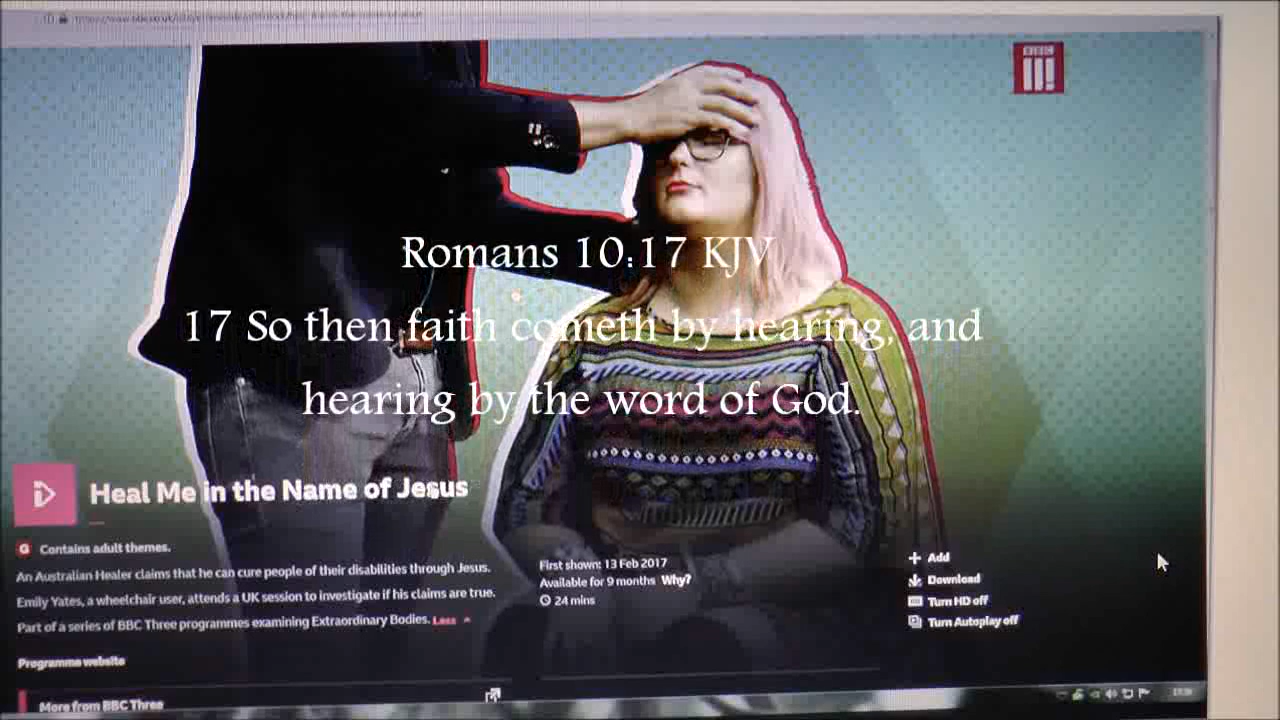 BBC
Romans 10:17 KJV
17 So then faith cometh by hearing, and
hearing by the word of God.
Heal Me in the Name of Jesus
G Contains adult themes.
An Australian Healer claims that he can cure people of their disabilities through Jesus.
Emily Yates, a wheelchair user, attends a UK session to investigate if his claims are true.
Part of a series of BBC Three programmes examining Extraordinary Bodies. Less
Programme website
More from BBC Three
First shown: 13 Feb 2017
Available for 9 months Why?
24 mins
Add
Download
Turn HD off
Turn Autoplay off